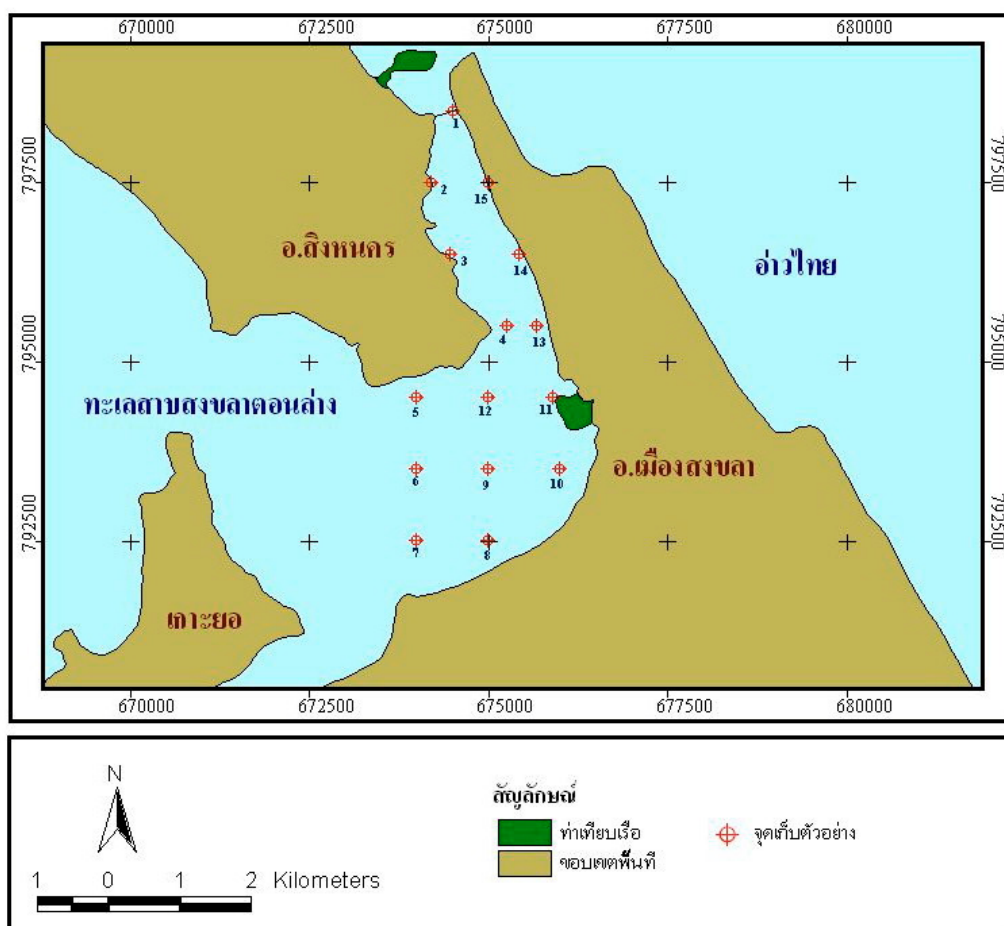 670000 672500 675000 677500 680000
797500 797500
1
2 15
อ.สิงหนคร 3 14 อ่าวไทย
4 13
795000 795000
ทะเลสาบสงขลาตอนล่าง 5 12 11
อ.เมืองสงขลา
6 9 10
792500 792500
7 8
เกาะยอ
670000 672500 675000 677500 680000
N
สัญลักษณ์
ท่าเทียบเรือ จุดเก็บตัวอย่าง
ขอบเขตพื้นที่
1 0 1 2 Kilometers